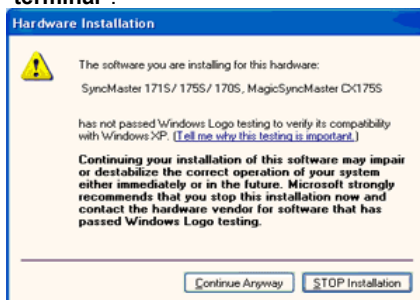 terminal".
Hardware Installation
The software you are installing for this hardware:
SyncMaster 171S/ 175S/ 170S, MagicSyncMaster CX175S
has not passed Windows Logo testing to verify its compatibility
with Windows XP. (Tell me why this testing is important.)
Continuing your installation of this software may impair
or destabilize the correct operation of your system
either immediately or in the future. Microsoft strongly
recommends that you stop this installation now and
contact the hardware vendor for software that has
passed Windows Logo testing.
Continue Anyway
STOP Installation